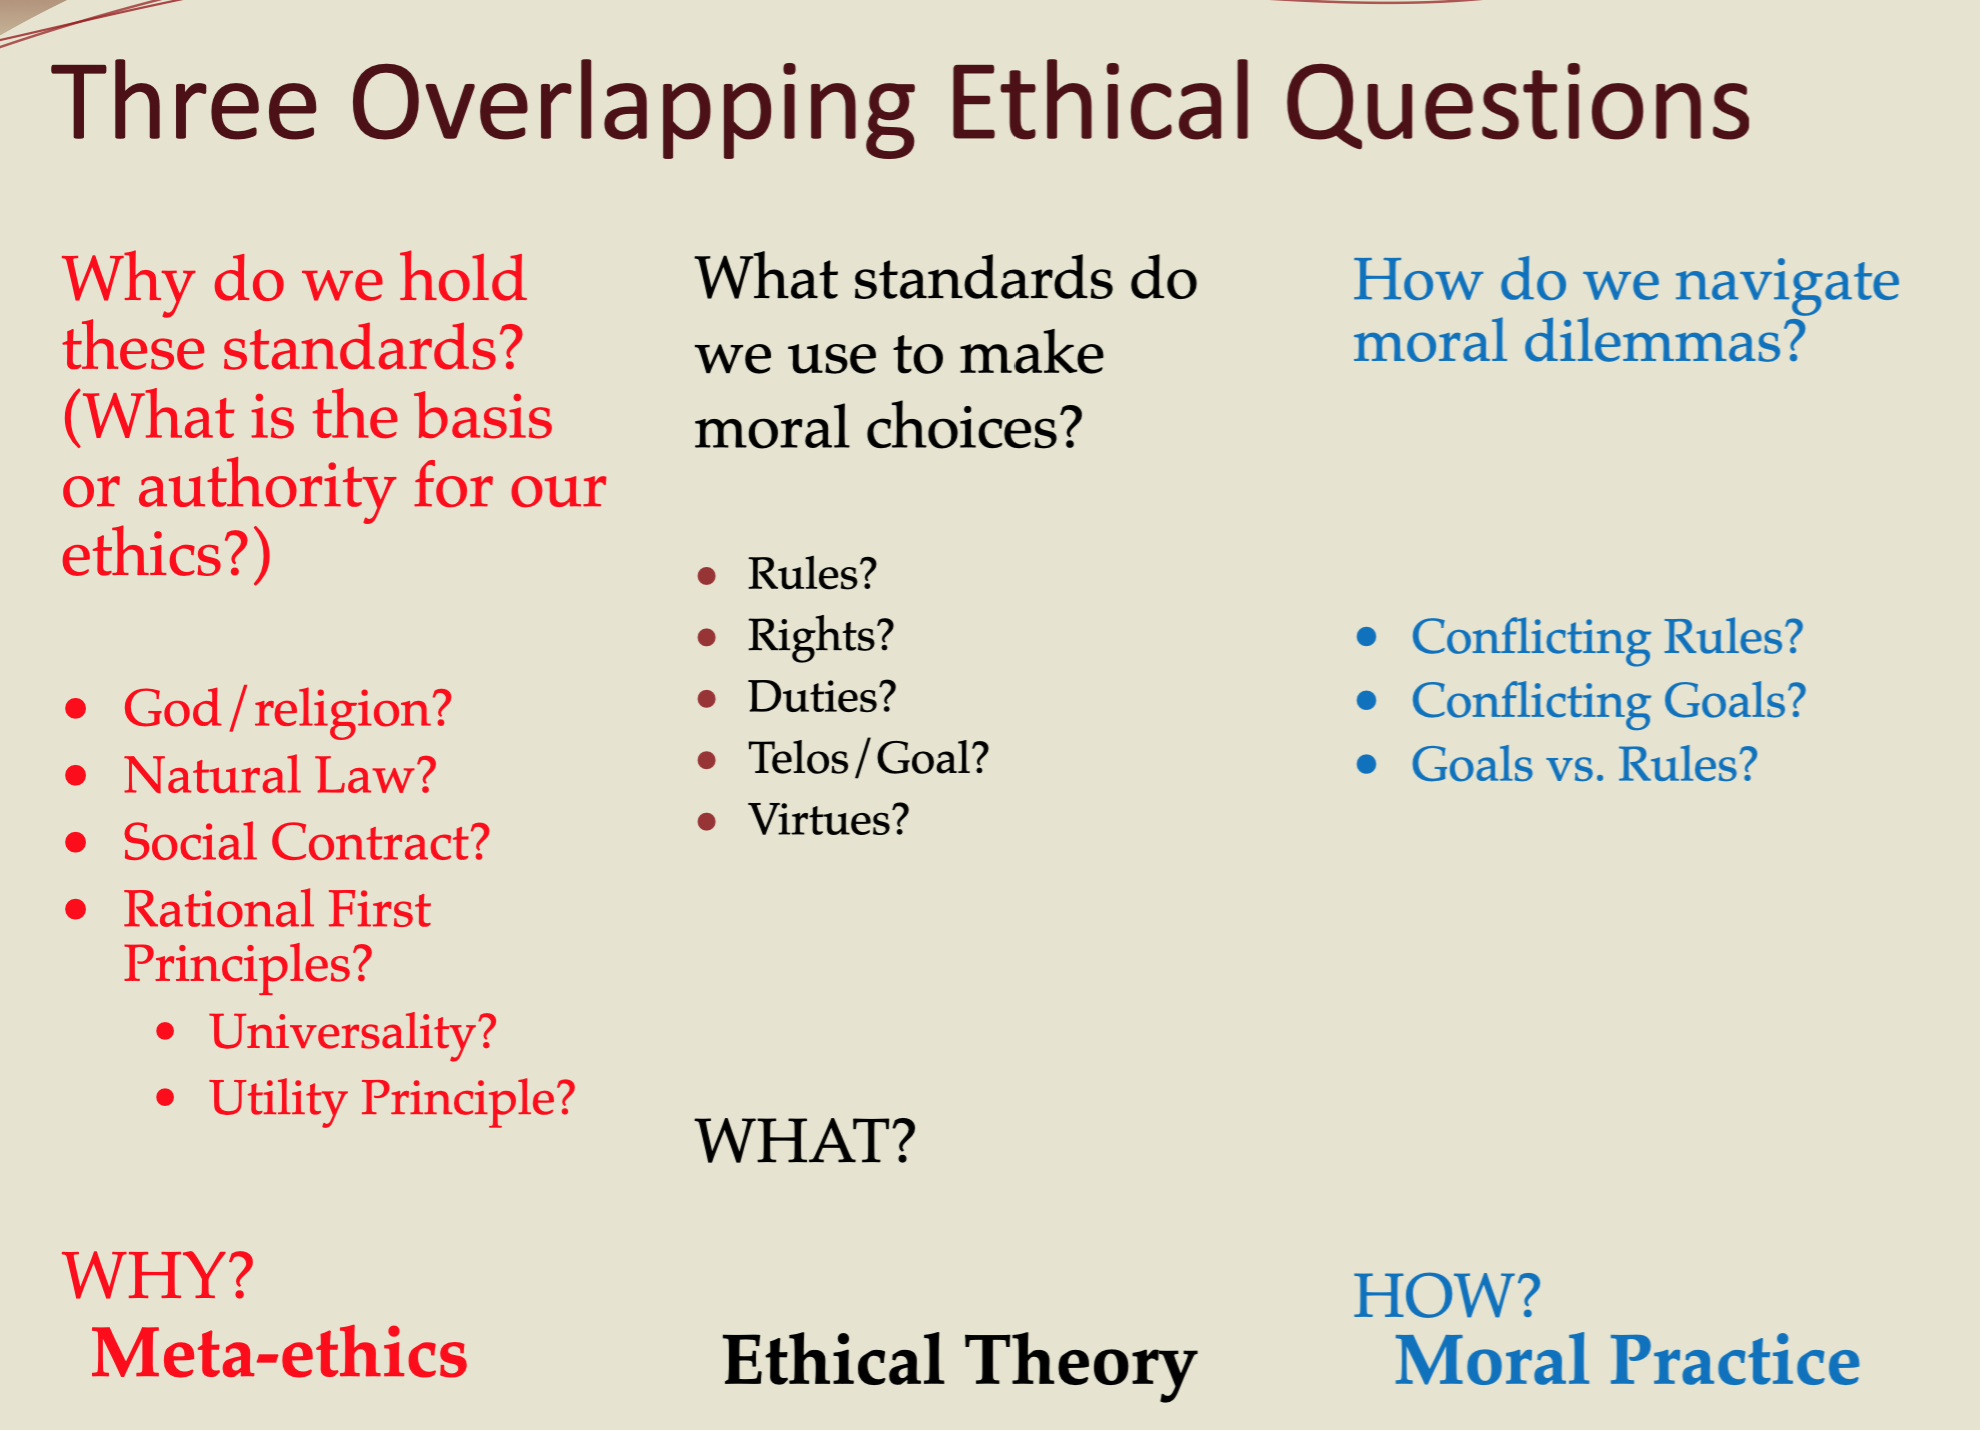 Three Overlapping Ethical Questions
Why do we hold
these standards?
(What is the basis
or authority for our
ethics?)
• God/religion?
• Natural Law?
• Social Contract?
• Rational First
Principles?
• Universality?
• Utility Principle?
WHY?
Meta-ethics
What standards do
we use to make
moral choices?
• Rules?
• Rights?
• Duties?
• Telos/Goal?
• Virtues?
WHAT?
Ethical Theory
How do we navigate
moral dilemmas?
• Conflicting Rules?
• Conflicting Goals?
• Goals vs. Rules?
HOW?
Moral Practice